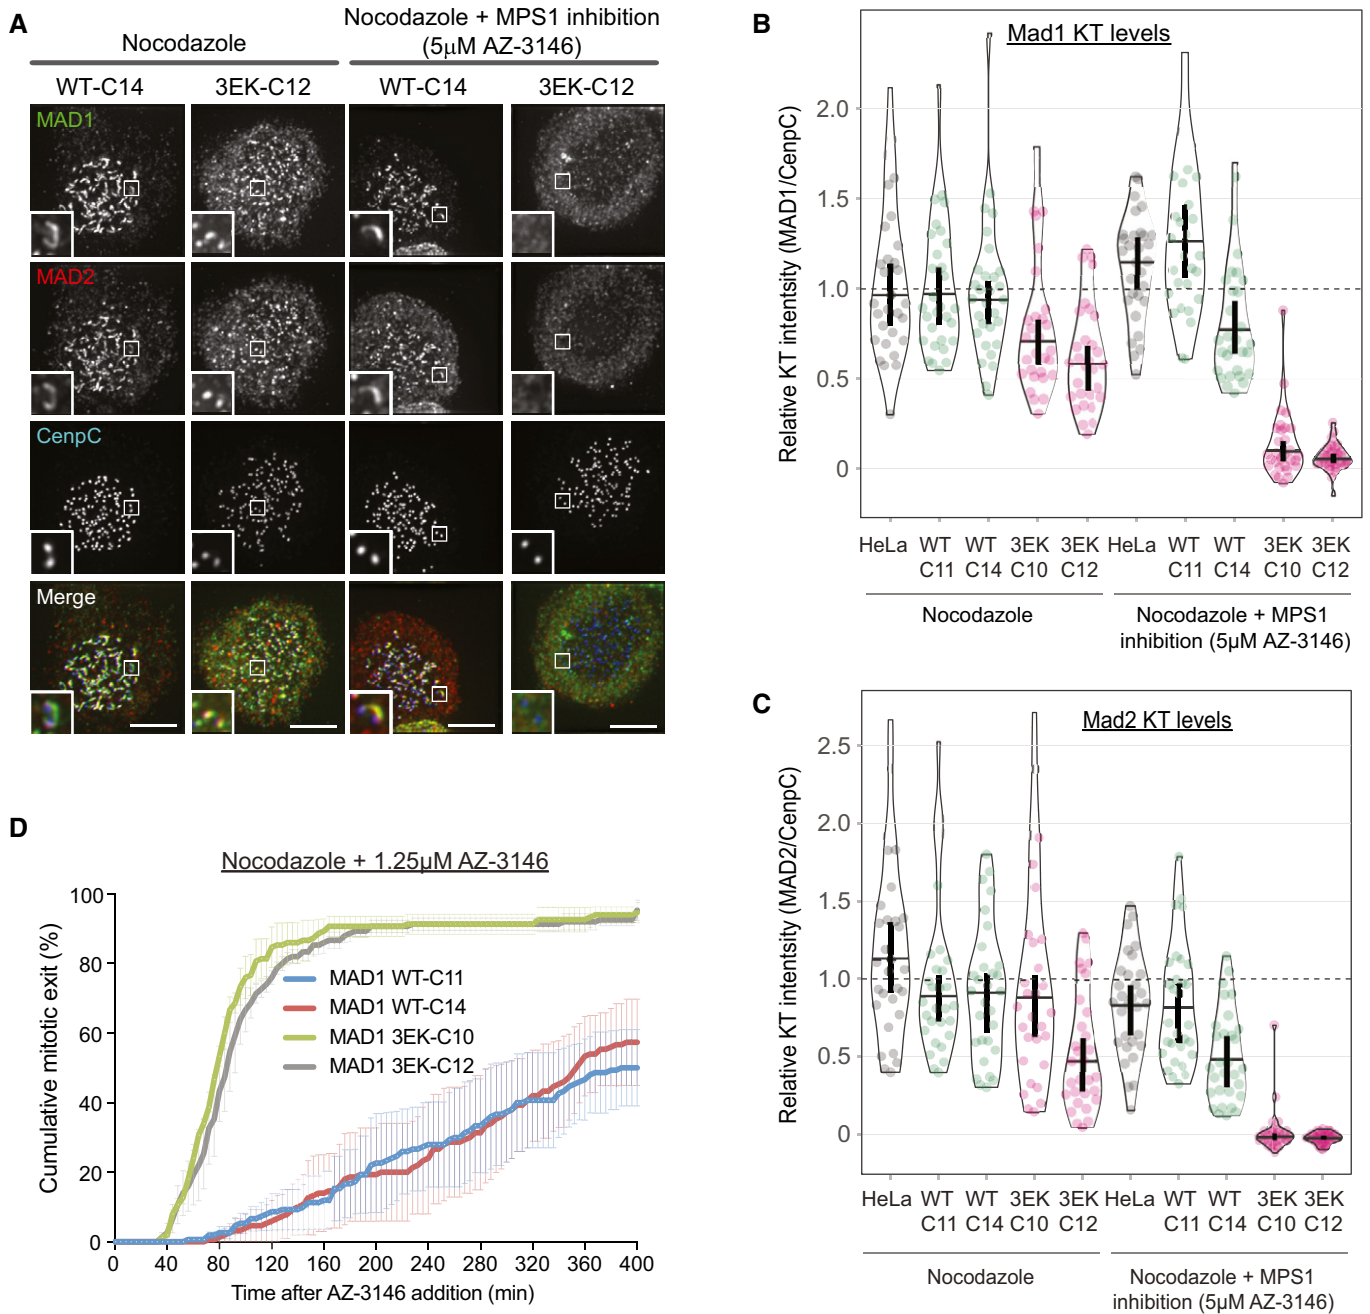 A
Nocodazole
Nocodazole + MPS1 inhibition
(5µM AZ-3146)
WT-C14
3EK-C12
WT-C14
3EK-C12
MAD1
MAD2
CenpC
Merge
B
Mad1 KT levels
Relative KT intentsity (MAD1/CenpC)
2.0
1.5
1.0
0.5
0
HeLa WT C11 WT C14 3EK C10 3EK C12 HeLa WT C11 WT C14 3EK C10 3EK C12
Nocodazole
Nocodazole + MPS1
inhibition (5µM AZ-3146)
C
Mad2 KT levels
Relative KT intensity (MAD2/CenpC)
2.5
2.0
1.5
1.0
0.5
0
HeLa WT C11 WT C14 3EK C10 3EK C12 HeLa WT C11 WT C14 3EK C10 3EK C12
Nocodazole
Nocodazole + MPS1
inhibition (5µM AZ-3146)
D
Nocodazole + 1.25µM AZ-3146
Cumulative mitotic exit (%)
100
80
60
40
20
0
MAD1 WT-C11
MAD1 WT-C14
MAD1 3EK-C10
MAD1 3EK-C12
0 40 80 120 160 200 240 280 320 360 400
Time after AZ-3146 addition (min)